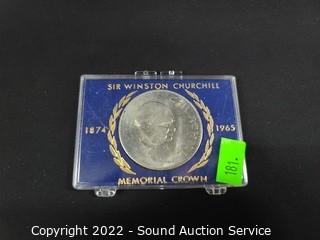 SIR WINSTON CHURCHILL
1874
1965
181.
MEMORIAL CROWN
Copyright 2022 - Sound Auction Service